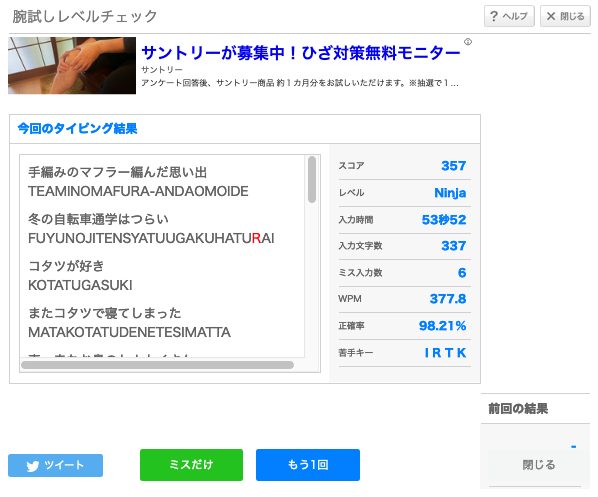 腕試しレベルチェック
? ヘルプ
× 閉じる
サントリーが募集中！ひざ対策無料モニター
サントリー
アンケート回答後、サントリー商品 約１カ月分をお試しいただけます。※抽選で１…
今回のタイピング結果
手編みのマフラー編んだ思い出
TEAMINOMAFURA-ANDAOMOIDE
冬の自転車通学はつらい
FUYUNOJITENSYATUUGAKUHATURAI
コタツが好き
KOTATUGASUKI
またコタツで寝てしまった
MATAKOTATUDENETESIMATTA
スコア 357
レベル Ninja
入力時間 53秒52
入力文字数 337
ミス入力数 6
WPM 377.8
正確率 98.21%
苦手キー I R T K
前回の結果
-
閉じる
ツイート
ミスだけ
もう1回